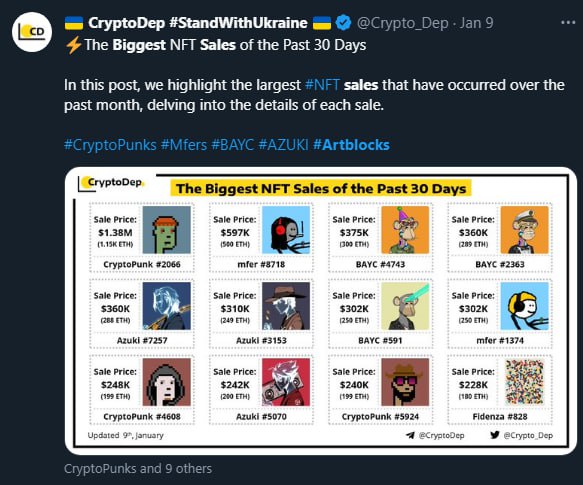 CD
CryptoDep #StandWithUkraine @Crypto_Dep · Jan 9
The Biggest NFT Sales of the Past 30 Days
In this post, we highlight the largest #NFT sales that have occurred over the
past month, delving into the details of each sale.
#CryptoPunks #Mfers #BAYC #AZUKI #Artblocks
CryptoDep.
The Biggest NFT Sales of the Past 30 Days
Sale Price:
$1.38M
(1.15K ETH)
CryptoPunk #2066
Sale Price:
$597K
(500 ETH)
mfer #8718
Sale Price:
$375K
(300 ETH)
BAYC #4743
Sale Price:
$360K
(289 ETH)
BAYC #2363
Sale Price:
$360K
(288 ETH)
Azuki #7257
Sale Price:
$310K
(249 ETH)
Azuki #3153
Sale Price:
$302K
(250 ETH)
BAYC #591
Sale Price:
$302K
(250 ETH)
mfer #1374
Sale Price:
$248K
(199 ETH)
CryptoPunk #4608
Sale Price:
$242K
(200 ETH)
Azuki #5070
Sale Price:
$240K
(199 ETH)
CryptoPunk #5924
Sale Price:
$228K
(180 ETH)
Fidenza #828
Updated 9th, January
@CryptoDep
@Crypto_Dep
CryptoPunks and 9 others